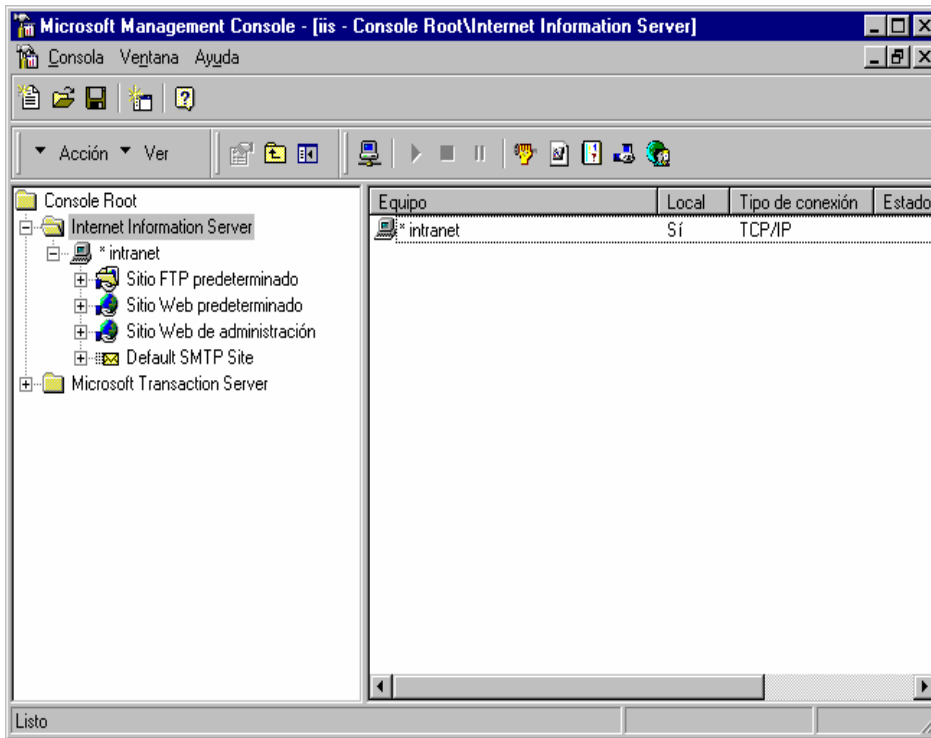 Microsoft Management Console - [iis - Console Root\Internet Information Server]
Consola Ventana Ayuda
Acción Ver
Console Root
Internet Information Server
* intranet
Sitio FTP predeterminado
Sitio Web predeterminado
Sitio Web de administración
Default SMTP Site
Microsoft Transaction Server
Equipo Local Tipo de conexión Estado
* intranet Sí TCP/IP
Listo